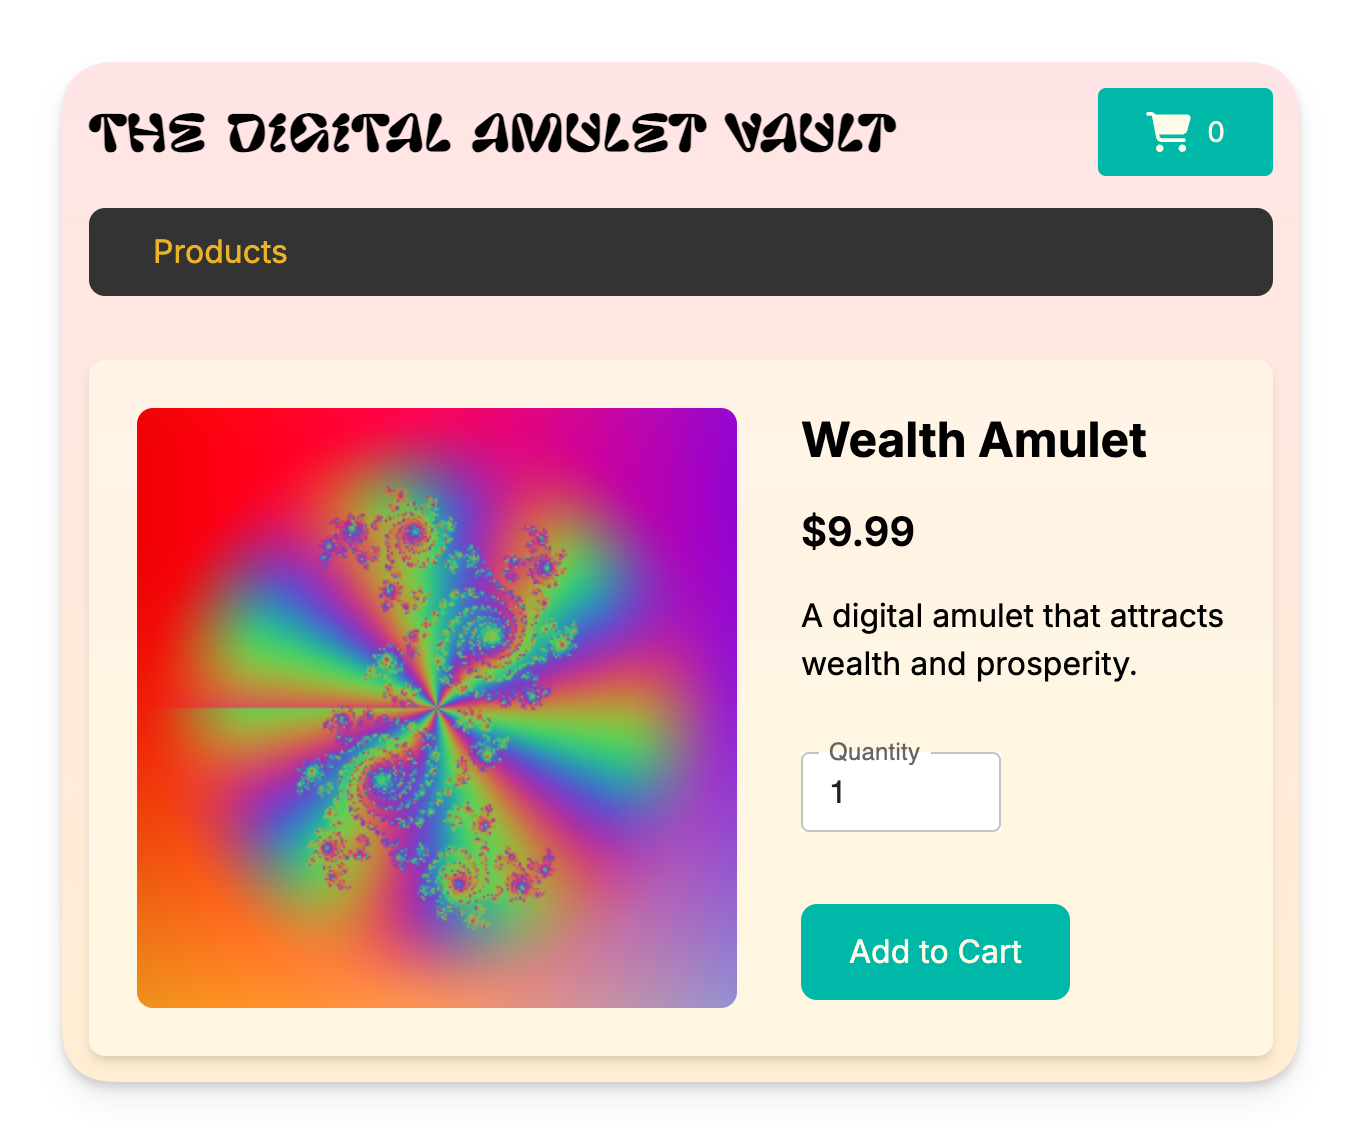 THE DIGITAL AMULET VAULT
0
Products
Wealth Amulet
$9.99
A digital amulet that attracts
wealth and prosperity.
Quantity
1
Add to Cart